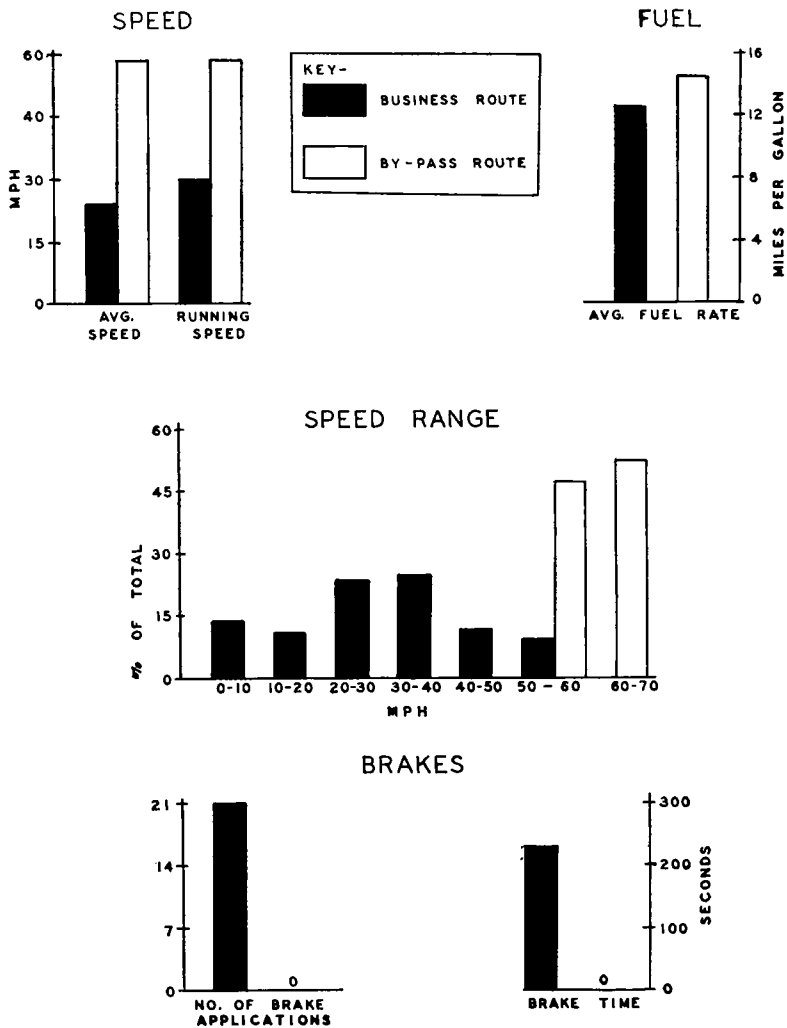 SPEED
60
40
30
15
0
MPH
AVG. SPEED
RUNNING SPEED
KEY-
BUSINESS ROUTE
BY-PASS ROUTE
FUEL
16
12
8
4
0
MILES PER GALLON
AVG. FUEL RATE
SPEED RANGE
60
45
30
15
0
% OF TOTAL
0-10 10-20 20-30 30-40 40-50 50-60 60-70
MPH
BRAKES
21
14
7
0
0
NO. OF BRAKE
APPLICATIONS
300
200
100
0
SECONDS
0
BRAKE TIME